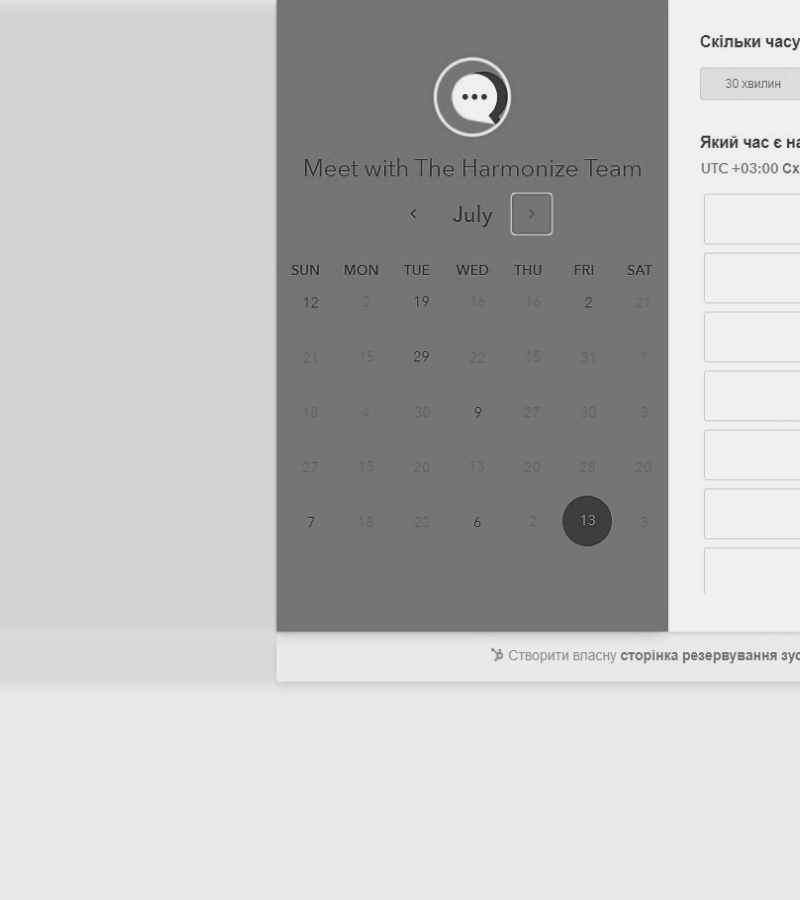 Скільки часу
30 хвилин
Meet with The Harmonize Team
Який час є на
UTC +03:00 Сх
July
SUN MON TUE WED THU FRI SAT
12 2 19 16 16 2 21
21 15 29 22 15 31 1
18 4 30 9 27 30 3
27 13 20 13 20 28 20
7 18 22 6 2 13 3
Створити власну сторінка резервування зус